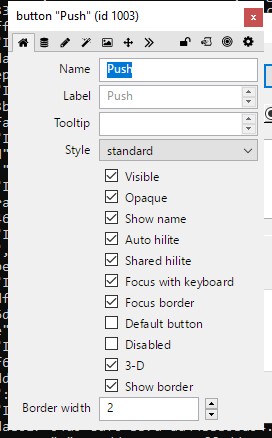 button "Push" (id 1003)
Name Push
Label Push
Tooltip
Style standard
Visible
Opaque
Show name
Auto hilite
Shared hilite
Focus with keyboard
Focus border
Default button
Disabled
3-D
Show border
Border width 2